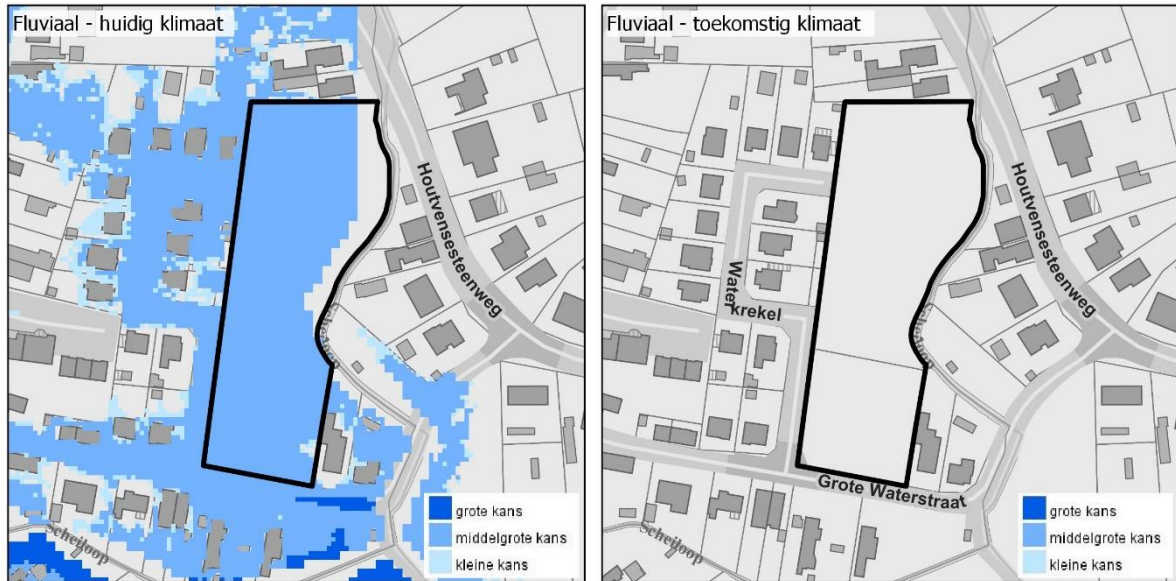 Fluviaal - huidig klimaat
Houtvensesteenweg
Scheiloop
grote kans
middelgrote kans
kleine kans
Fluviaal - toekomstig klimaat
Houtvensesteenweg
Water
krekel
Grote Waterstraat
Scheiloop
grote kans
middelgrote kans
kleine kans